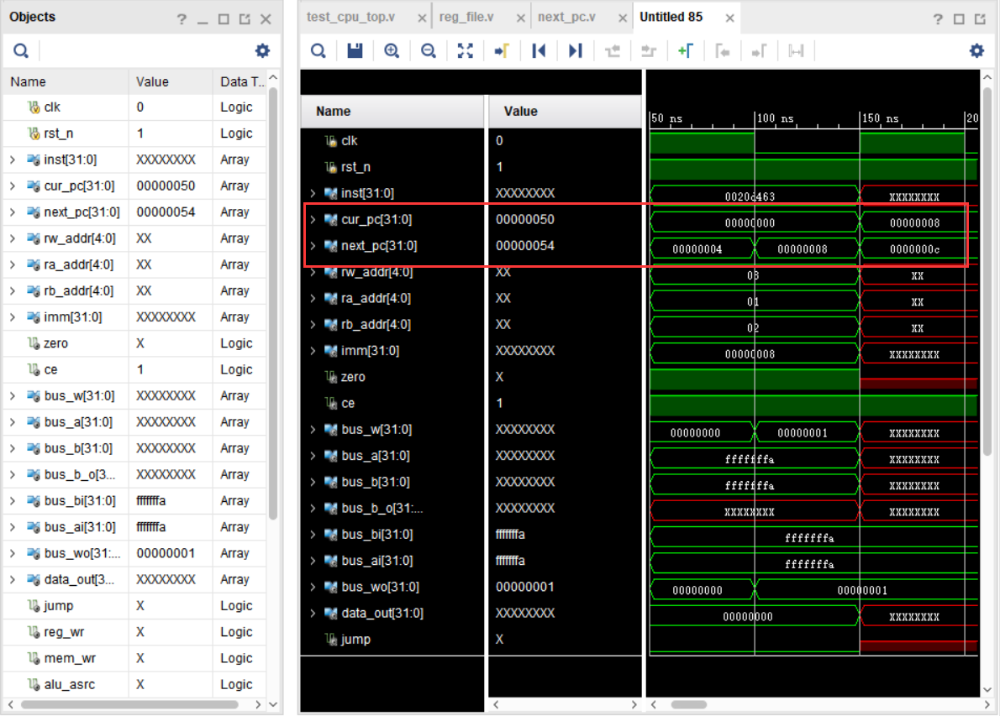 Objects
Name Value Data T...
clk 0 Logic
rst_n 1 Logic
inst[31:0] XXXXXXXX Array
cur_pc[31:0] 00000050 Array
next_pc[31:0] 00000054 Array
rw_addr[4:0] XX Array
ra_addr[4:0] XX Array
rb_addr[4:0] XX Array
imm[31:0] XXXXXXXX Array
zero X Logic
ce 1 Logic
bus_w[31:0] XXXXXXXX Array
bus_a[31:0] XXXXXXXX Array
bus_b[31:0] XXXXXXXX Array
bus_b_o[3... XXXXXXXX Array
bus_bi[31:0] fffffffa Array
bus_ai[31:0] fffffffa Array
bus_wo[31:... 00000001 Array
data_out[3... XXXXXXXX Array
jump X Logic
reg_wr X Logic
mem_wr X Logic
alu_asrc X Logic
test_cpu_top.v reg_file.v next_pc.v Untitled 85
Name Value
50 ns 100 ns 150 ns 20
clk 0
rst_n 1
inst[31:0] XXXXXXXX 0020d463 XXXXXXXX
cur_pc[31:0] 00000050 00000000 00000008
next_pc[31:0] 00000054 00000004 00000008 0000000c
rw_addr[4:0] XX 08 XX
ra_addr[4:0] XX 01 XX
rb_addr[4:0] XX 02 XX
imm[31:0] XXXXXXXX 00000008 XXXXXXXX
zero X
ce 1
bus_w[31:0] XXXXXXXX 00000000 00000001 XXXXXXXX
bus_a[31:0] XXXXXXXX fffffffa XXXXXXXX
bus_b[31:0] XXXXXXXX fffffffa XXXXXXXX
bus_b_o[31:... XXXXXXXX XXXXXXXX XXXXXXXX
bus_bi[31:0] fffffffa fffffffa
bus_ai[31:0] fffffffa fffffffa
bus_wo[31:0] 00000001 00000000 00000001
data_out[31:0] XXXXXXXX 00000000 XXXXXXXX
jump X